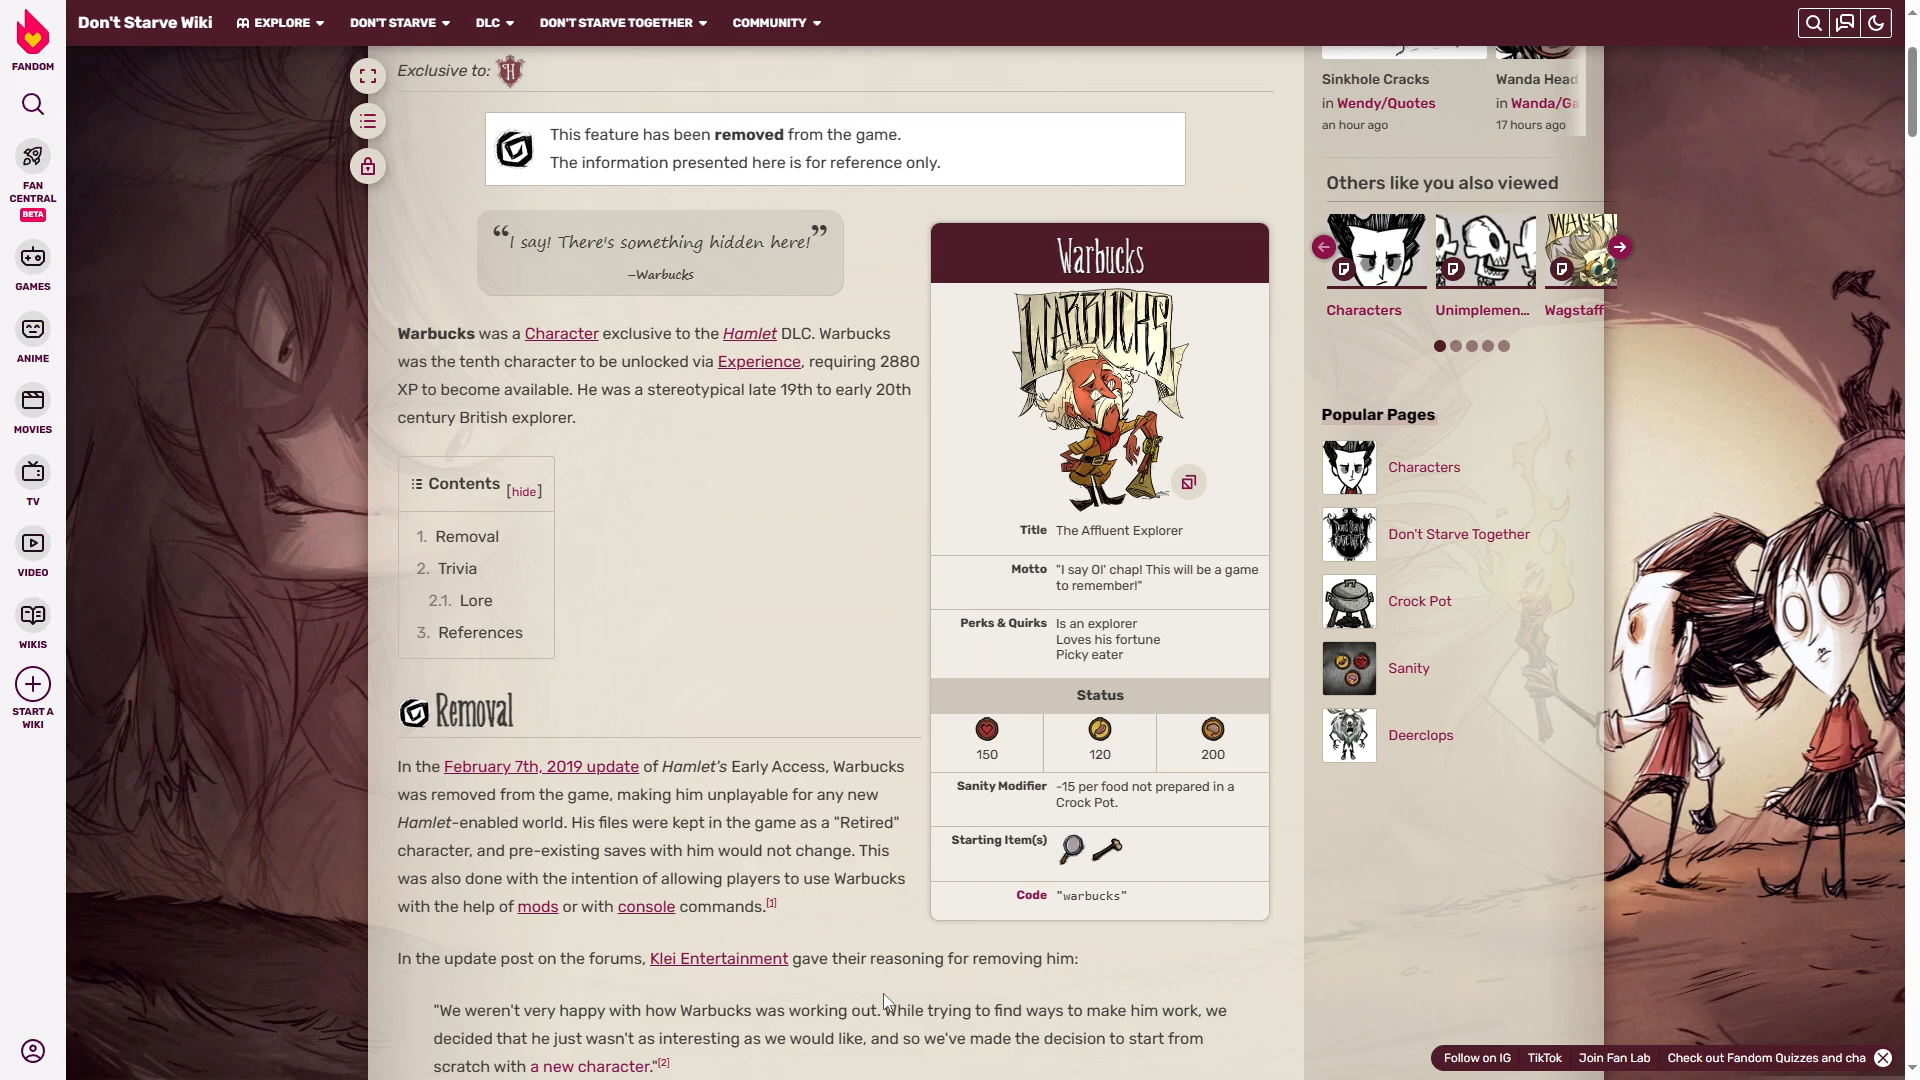 Don't Starve Wiki
EXPLORE
DON'T STARVE
DLC
DON'T STARVE TOGETHER
COMMUNITY
FANDOM
FAN CENTRAL
BETA
GAMES
ANIME
MOVIES
TV
VIDEO
WIKIS
START A WIKI
Exclusive to:
This feature has been removed from the game.
The information presented here is for reference only.
“I say! There's something hidden here!”
–Warbucks
Warbucks was a Character exclusive to the Hamlet DLC. Warbucks
was the tenth character to be unlocked via Experience, requiring 2880
XP to become available. He was a stereotypical late 19th to early 20th
century British explorer.
Contents [hide]
1. Removal
2. Trivia
2.1. Lore
3. References
Removal
In the February 7th, 2019 update of Hamlet's Early Access, Warbucks
was removed from the game, making him unplayable for any new
Hamlet-enabled world. His files were kept in the game as a "Retired"
character, and pre-existing saves with him would not change. This
was also done with the intention of allowing players to use Warbucks
with the help of mods or with console commands.[1]
In the update post on the forums, Klei Entertainment gave their reasoning for removing him:
"We weren't very happy with how Warbucks was working out. While trying to find ways to make him work, we
decided that he just wasn't as interesting as we would like, and so we've made the decision to start from
scratch with a new character."[2]
Warbucks
WARBUCKS
Title The Affluent Explorer
Motto "I say Ol' chap! This will be a game
to remember!"
Perks & Quirks Is an explorer
Loves his fortune
Picky eater
Status
150 120 200
Sanity Modifier -15 per food not prepared in a
Crock Pot.
Starting Item(s)
Code "warbucks"
Sinkhole Cracks
in Wendy/Quotes
an hour ago
Wanda Head
in Wanda/Ga
17 hours ago
Others like you also viewed
Characters
Unimplemen...
Wagstaff
Popular Pages
Characters
Don't Starve Together
Crock Pot
Sanity
Deerclops
Follow on IG TikTok Join Fan Lab Check out Fandom Quizzes and cha